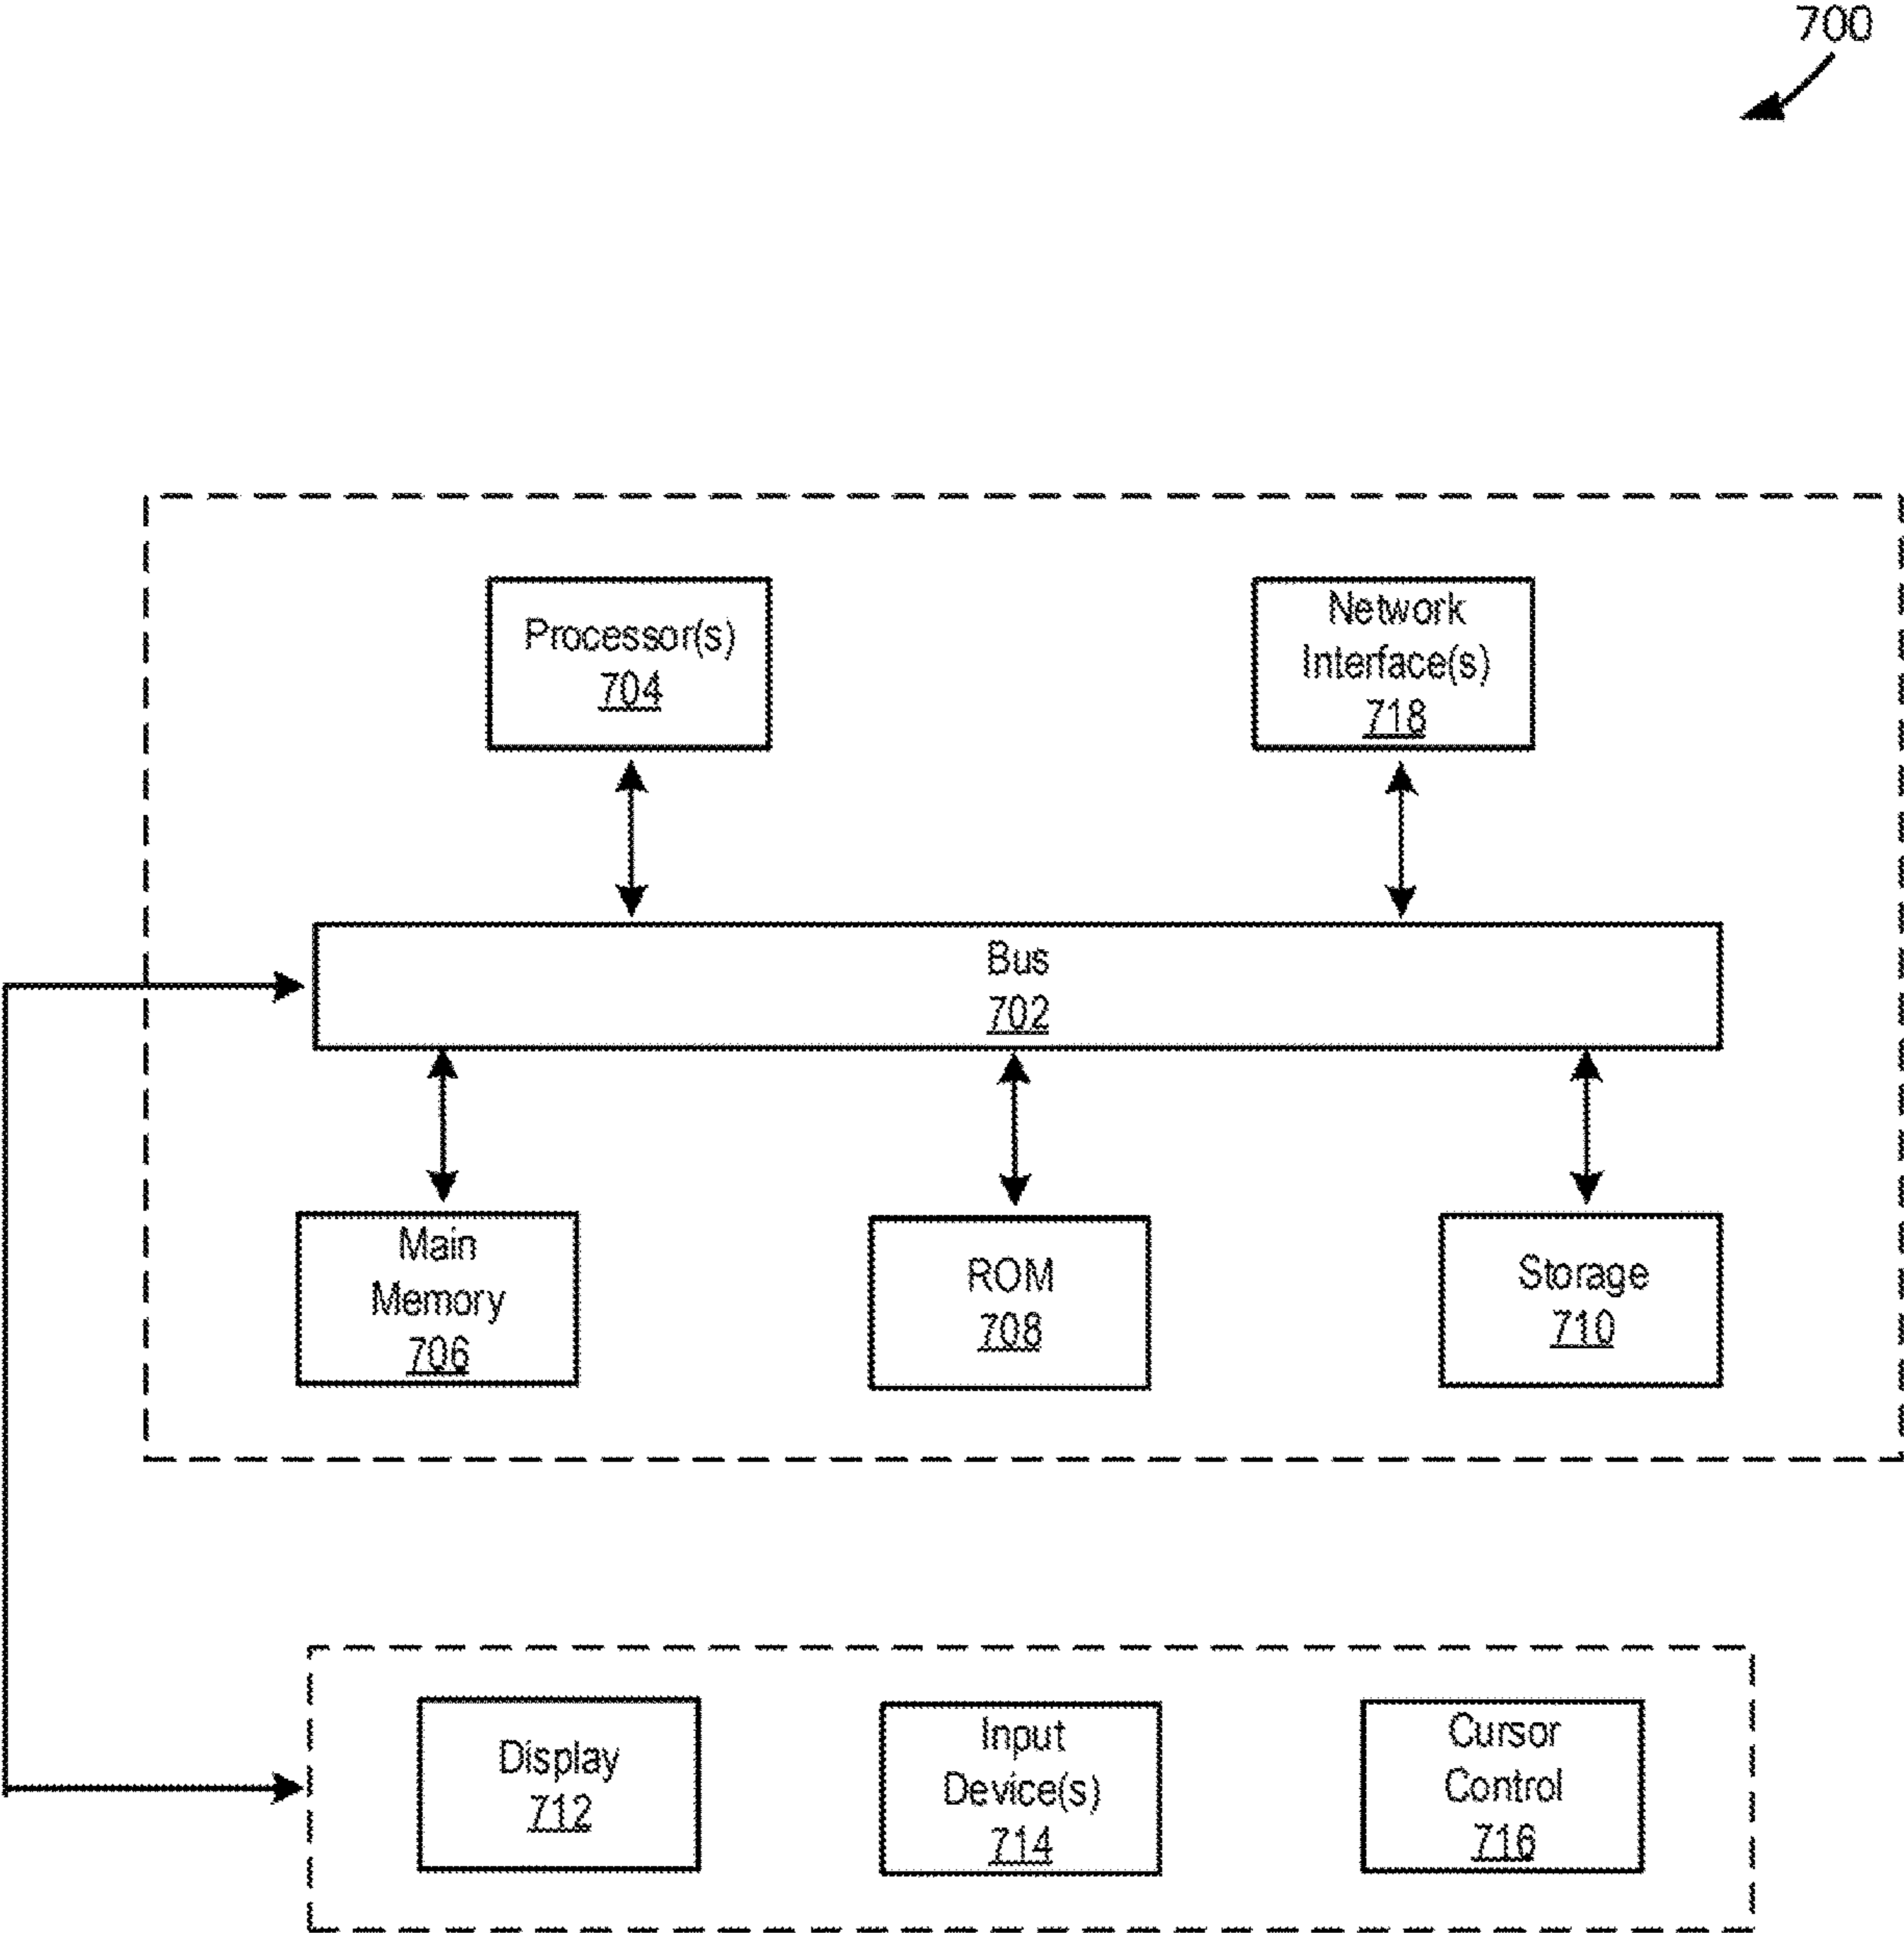 700
Processor(s)
704
Network
Interface(s)
718
Bus
702
Main
Memory
706
ROM
708
Storage
710
Display
712
Input
Device(s)
714
Cursor
Control
716